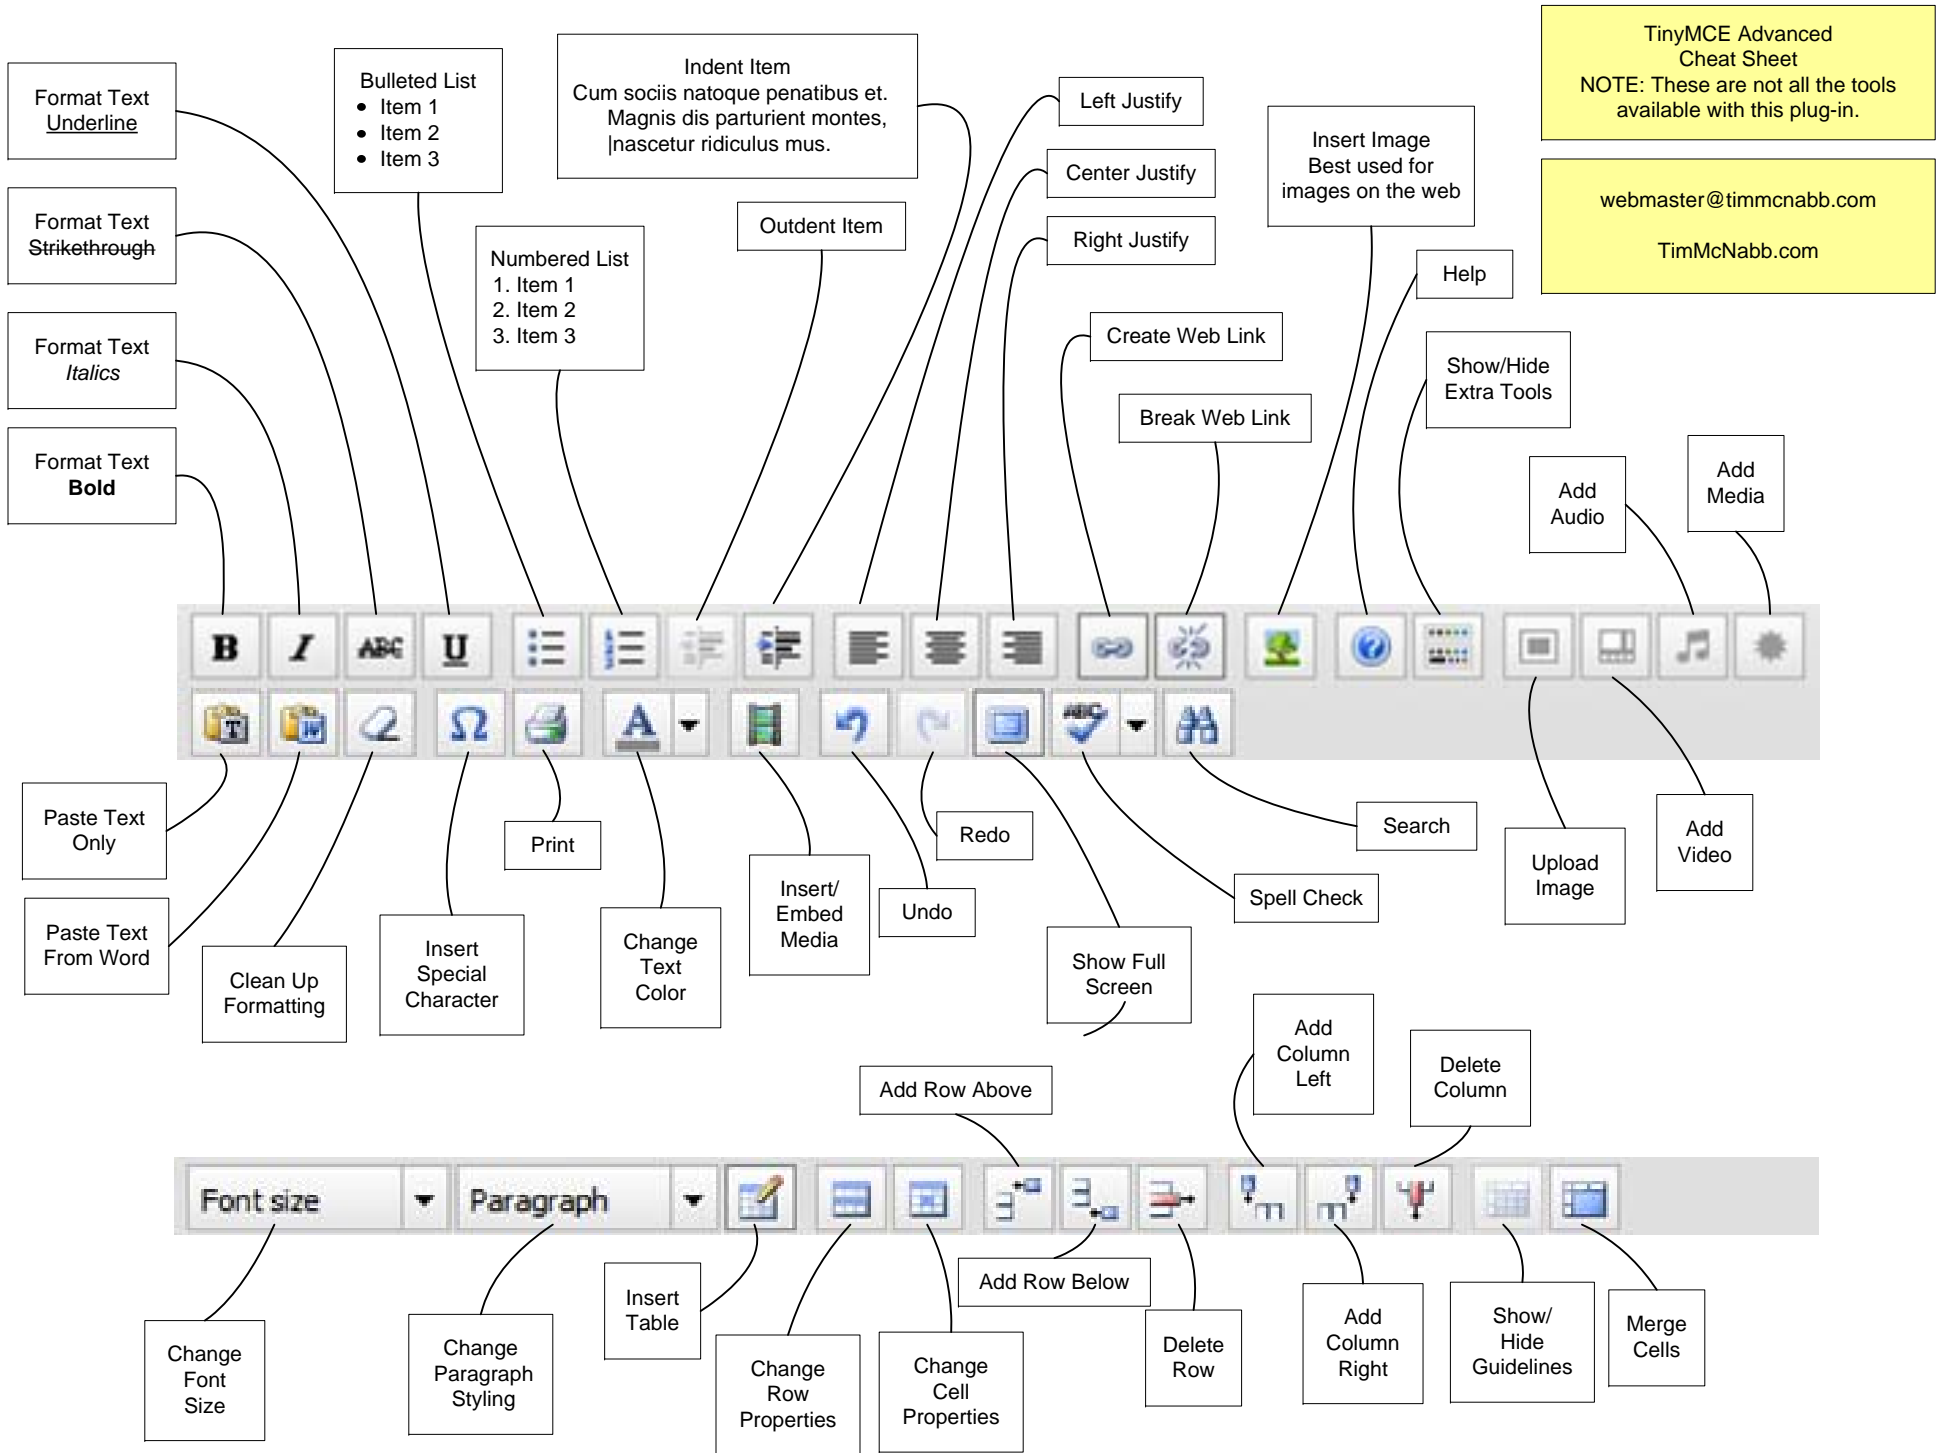 TinyMCE Advanced
Cheat Sheet
NOTE: These are not all the tools
available with this plug-in.
webmaster@timmcnabb.com
TimMcNabb.com
Format Text
Underline
Format Text
Strikethrough
Format Text
Italics
Format Text
Bold
Bulleted List
• Item 1
• Item 2
• Item 3
Numbered List
1. Item 1
2. Item 2
3. Item 3
Indent Item
Cum sociis natoque penatibus et.
Magnis dis parturient montes,
|nascetur ridiculus mus.
Outdent Item
Left Justify
Center Justify
Right Justify
Create Web Link
Break Web Link
Insert Image
Best used for
images on the web
Help
Show/Hide
Extra Tools
Add
Audio
Add
Media
B
I
ABC
U
T
W
Ω
A
ABC
Paste Text
Only
Paste Text
From Word
Clean Up
Formatting
Insert
Special
Character
Print
Change
Text
Color
Insert/
Embed
Media
Undo
Redo
Show Full
Screen
Spell Check
Search
Upload
Image
Add
Video
Add Row Above
Add
Column
Left
Delete
Column
Font size
Paragraph
Change
Font
Size
Change
Paragraph
Styling
Insert
Table
Change
Row
Properties
Change
Cell
Properties
Add Row Below
Delete
Row
Add
Column
Right
Show/
Hide
Guidelines
Merge
Cells